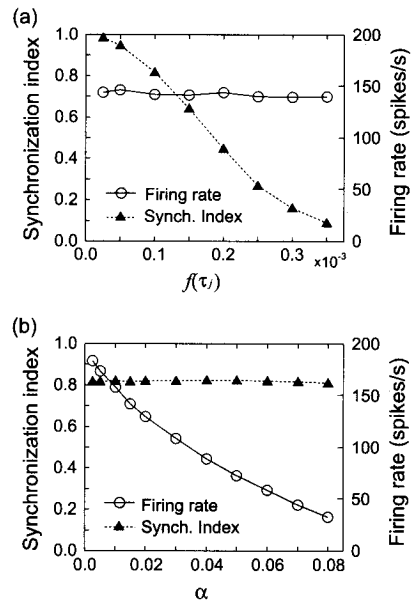 (a)
1.0
0.8
0.6
0.4
0.2
0.0
Synchronization index
200
150
100
50
0
Firing rate (spikes/s)
Firing rate
Synch. Index
0.0
0.1
0.2
0.3
×10⁻³
f(τj)
(b)
1.0
0.8
0.6
0.4
0.2
0.0
Synchronization index
200
150
100
50
0
Firing rate (spikes/s)
Firing rate
Synch. Index
0.00
0.02
0.04
0.06
0.08
α